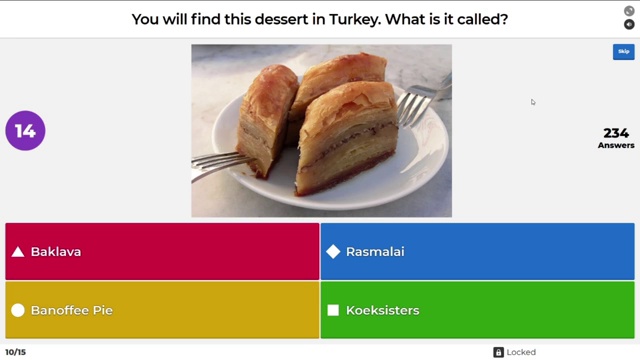 You will find this dessert in Turkey. What is it called?
Skip
14
234
Answers
Baklava
Rasmalai
Banoffee Pie
Koeksisters
10/15
Locked